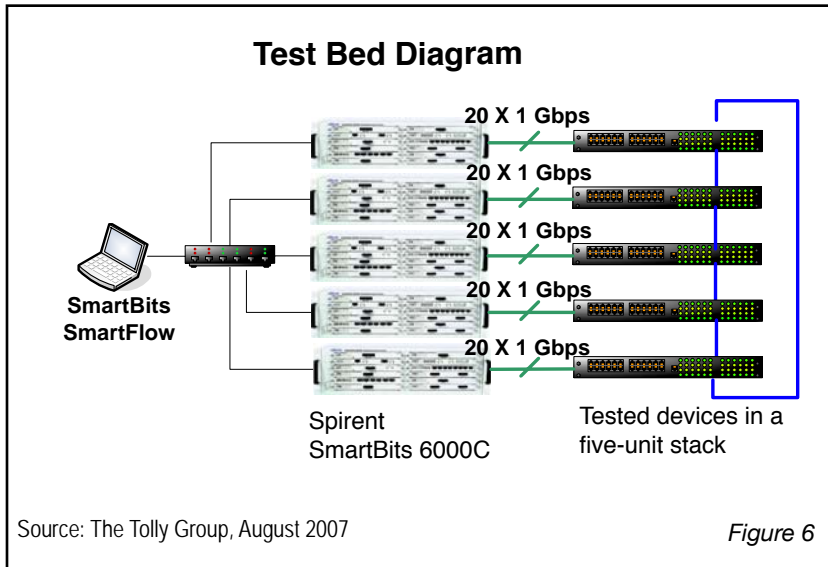 Test Bed Diagram
20 X 1 Gbps
20 X 1 Gbps
20 X 1 Gbps
20 X 1 Gbps
20 X 1 Gbps
SmartBits
SmartFlow
Spirent
SmartBits 6000C
Tested devices in a
five-unit stack
Source: The Tolly Group, August 2007
Figure 6